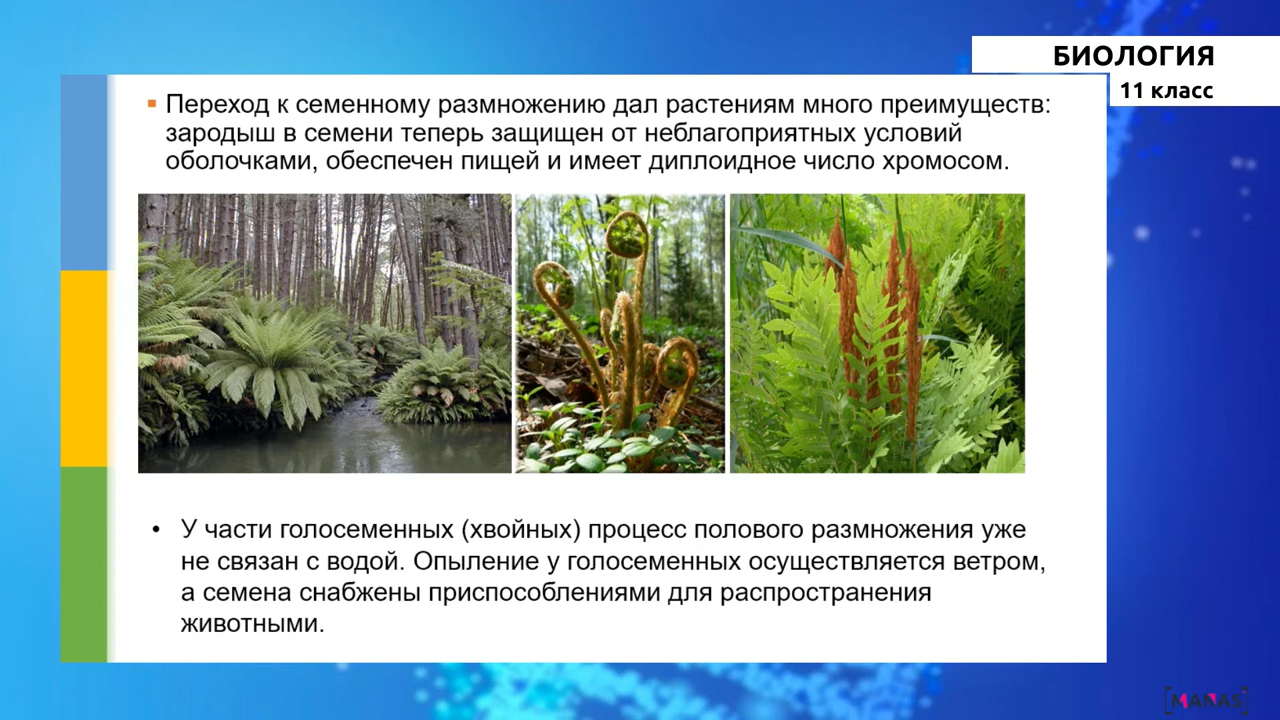 БИОЛОГИЯ
11 класс
Переход к семенному размножению дал растениям много преимуществ:
зародыш в семени теперь защищен от неблагоприятных условий
оболочками, обеспечен пищей и имеет диплоидное число хромосом.
• У части голосеменных (хвойных) процесс полового размножения уже
не связан с водой. Опыление у голосеменных осуществляется ветром,
а семена снабжены приспособлениями для распространения
животными.
[MANAS]